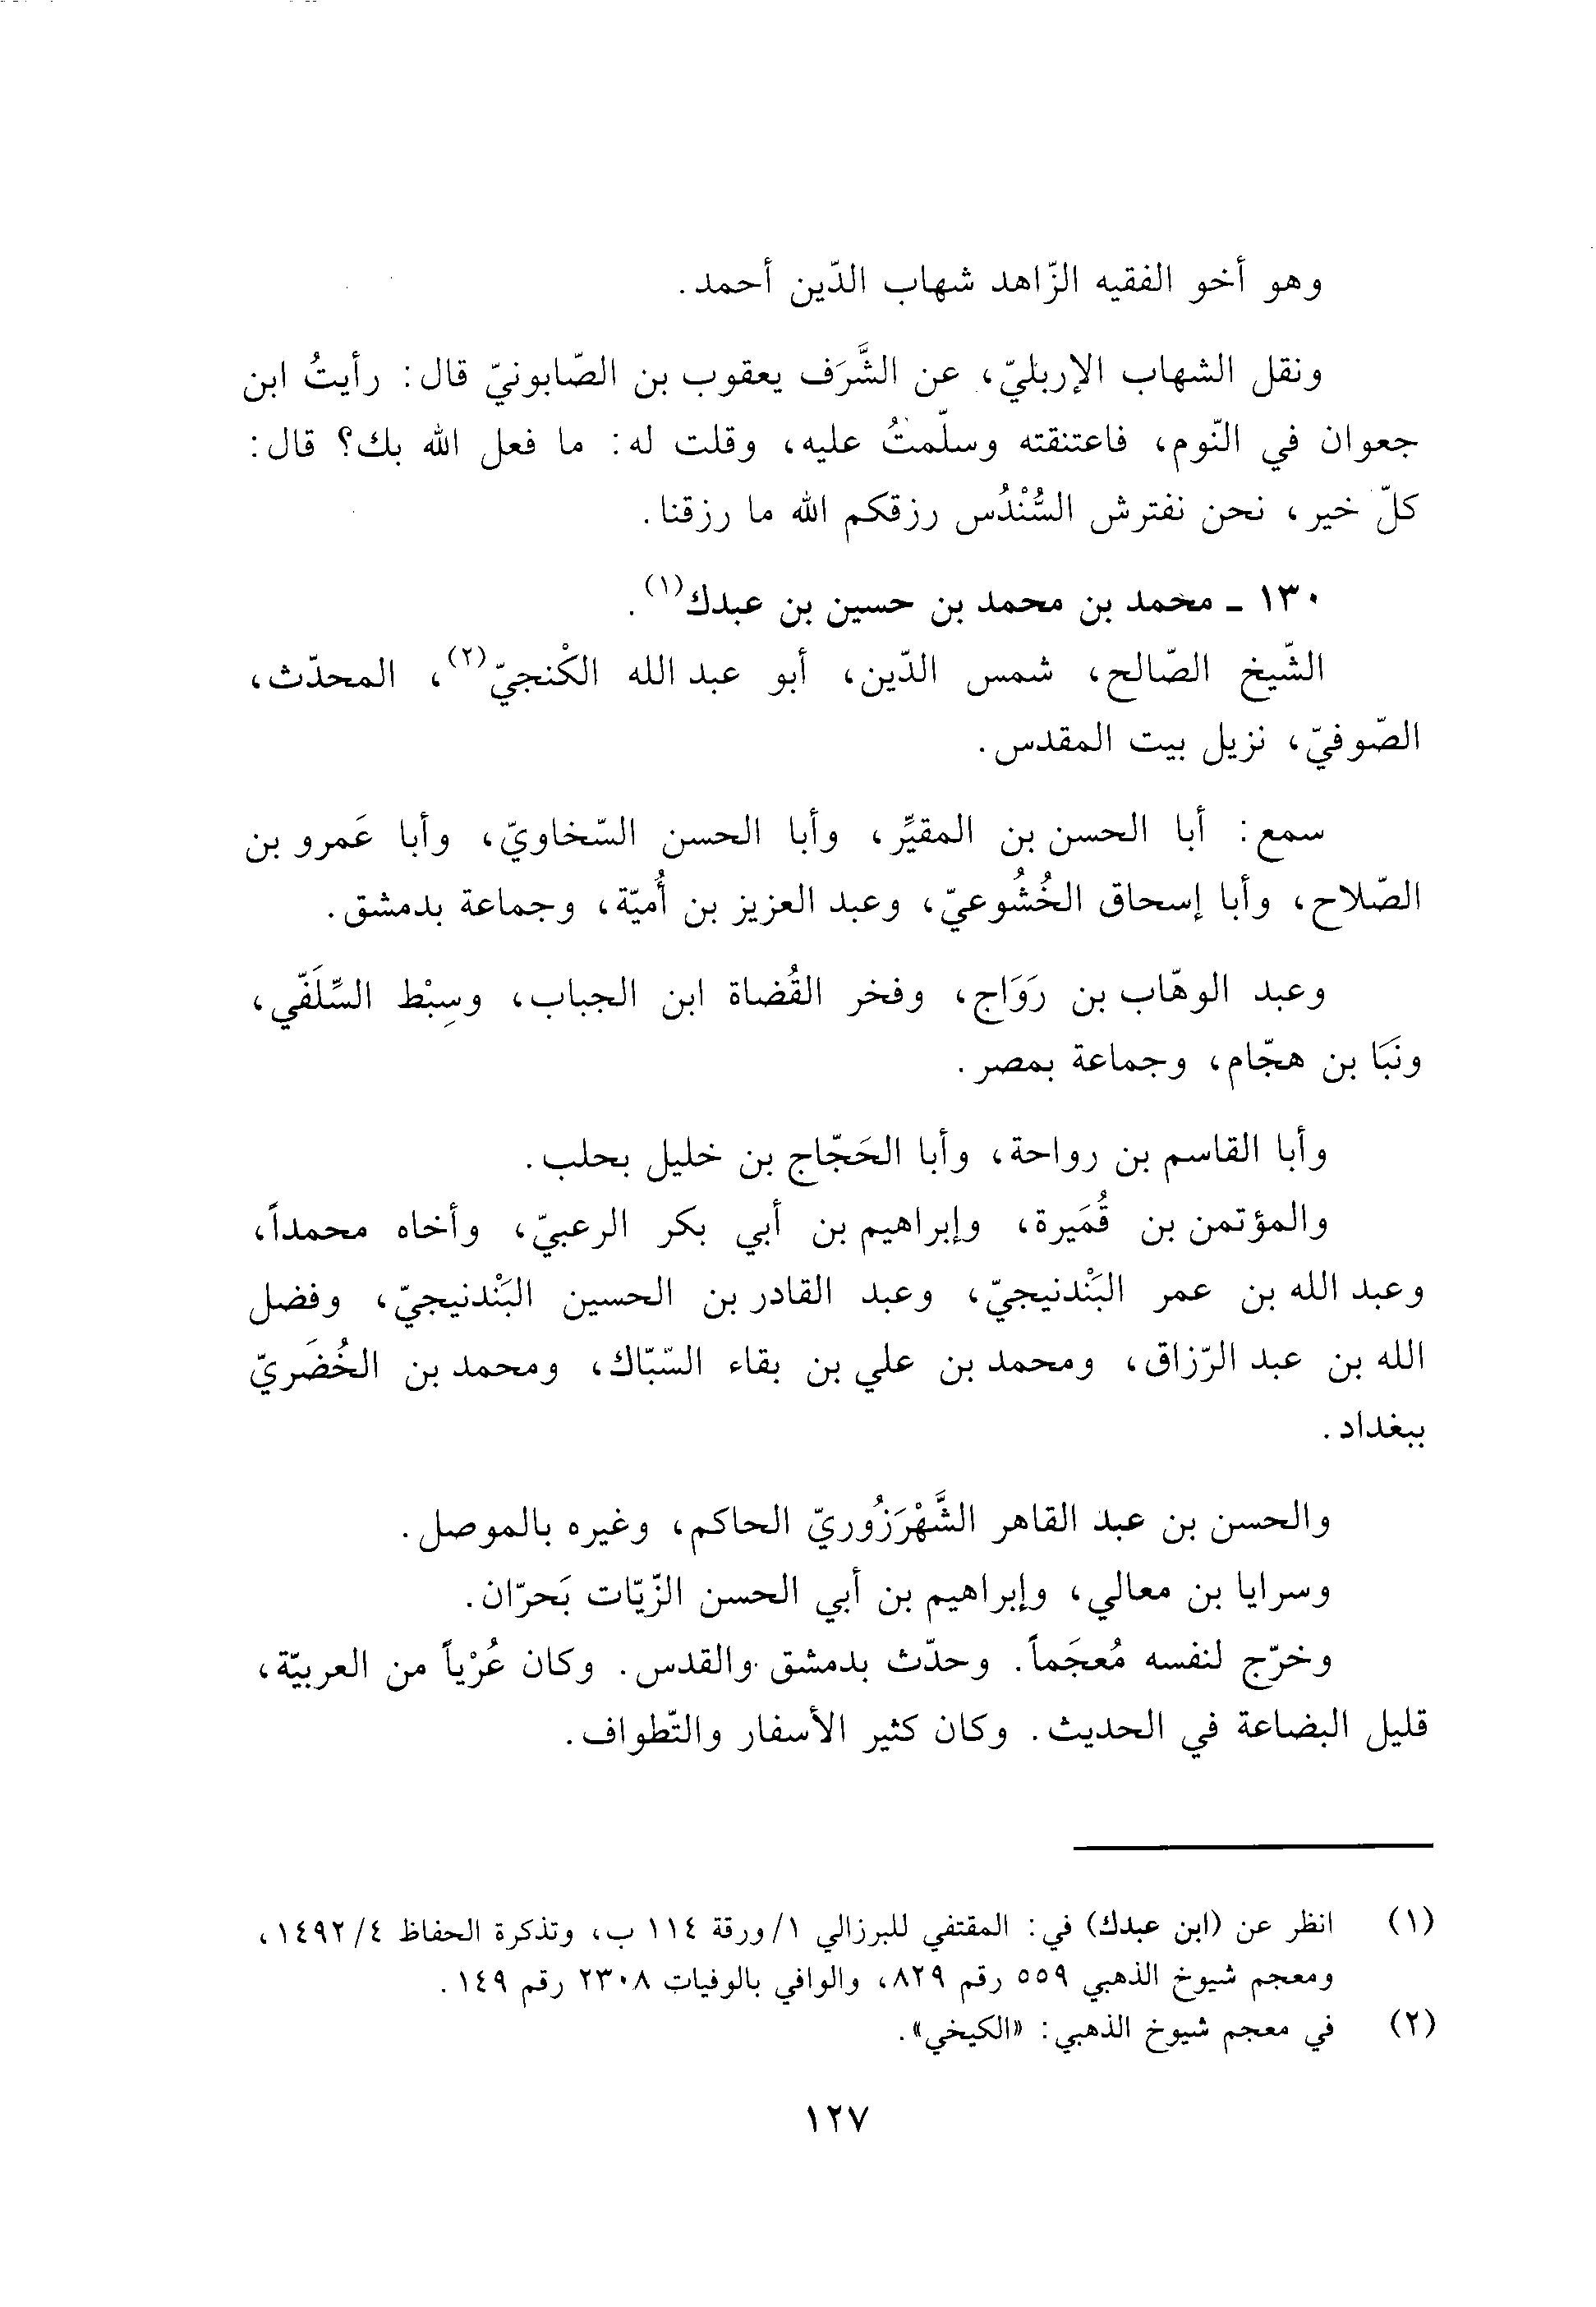 وهو أخو الفقيه الزّاهد شهاب الدّين أحمد.
ونقل الشهاب الإربليّ، عن الشَّرَف يعقوب بن الصّابونيّ قال: رأيتُ ابن
جعوان في النّوم، فاعتنقته وسلّمتُ عليه، وقلت له: ما فعل الله بك؟ قال:
كلّ خير، نحن نفترش السُّنْدُس رزقكم الله ما رزقنا.
١٣٠ ـ محمد بن محمد بن حسين بن عبدك(١).
الشّيخ الصّالح، شمس الدّين، أبو عبد الله الكْنجيّ(٢)، المحدّث،
الصّوفيّ، نزيل بيت المقدس.
سمع: أبا الحسن بن المقيِّر، وأبا الحسن السّخاويّ، وأبا عَمرو بن
الصّلاح، وأبا إسحاق الخُشُوعيّ، وعبد العزيز بن أُميّة، وجماعة بدمشق.
وعبد الوهّاب بن رَوَاج، وفخر القُضاة ابن الجباب، وسِبْط السِّلَفّي،
ونَبَا بن هجّام، وجماعة بمصر.
وأبا القاسم بن رواحة، وأبا الحَجّاج بن خليل بحلب.
والمؤتمن بن قُمَيرة، وإبراهيم بن أبي بكر الرعبيّ، وأخاه محمداً،
وعبد الله بن عمر البَنْدنيجيّ، وعبد القادر بن الحسين البَنْدنيجيّ، وفضل
الله بن عبد الرّزاق، ومحمد بن علي بن بقاء السّبّاك، ومحمد بن الخُضَريّ
ببغداد.
والحسن بن عبد القاهر الشَّهْرَزُوريّ الحاكم، وغيره بالموصل.
وسرايا بن معالي، وإبراهيم بن أبي الحسن الزّيّات بَحرّان.
وخرّج لنفسه مُعجَماً. وحدّث بدمشق والقدس. وكان عُرْياً من العربيّة،
قليل البضاعة في الحديث. وكان كثير الأسفار والتّطواف.
(١) انظر عن (ابن عبدك) في: المقتفي للبرزالي ١/ورقة ١١٤ ب، وتذكرة الحفاظ ١٤٩٢/٤،
ومعجم شيوخ الذهبي ٥٥٩ رقم ٨٢٩، والوافي بالوفيات ٢٣٠٨ رقم ١٤٩.
(٢) في معجم شيوخ الذهبي: «الكيخي».
١٢٧